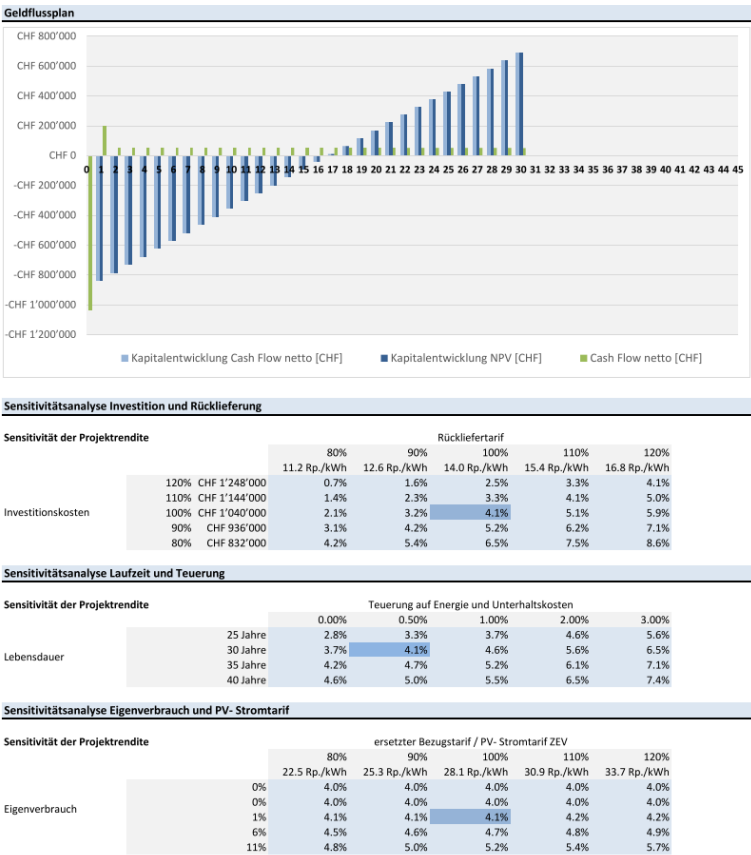 Geldflussplan
CHF 800’000
CHF 600’000
CHF 400’000
CHF 200’000
CHF 0
0 1 2 3 4 5 6 7 8 9 10 11 12 13 14 15 16 17 18 19 20 21 22 23 24 25 26 27 28 29 30 31 32 33 34 35 36 37 38 39 40 41 42 43 44 45
-CHF 200’000
-CHF 400’000
-CHF 600’000
-CHF 800’000
-CHF 1’000’000
-CHF 1’200’000
Kapitalentwicklung Cash Flow netto [CHF] Kapitalentwicklung NPV [CHF] Cash Flow netto [CHF]
Sensitivitätsanalyse Investition und Rücklieferung
Sensitivität der Projektrendite Rückliefertarif
80% 90% 100% 110% 120%
11.2 Rp./kWh 12.6 Rp./kWh 14.0 Rp./kWh 15.4 Rp./kWh 16.8 Rp./kWh
120% CHF 1’248’000 0.7% 1.6% 2.5% 3.3% 4.1%
110% CHF 1’144’000 1.4% 2.3% 3.3% 4.1% 5.0%
Investitionskosten 100% CHF 1’040’000 2.1% 3.2% 4.1% 5.1% 5.9%
90% CHF 936’000 3.1% 4.2% 5.2% 6.2% 7.1%
80% CHF 832’000 4.2% 5.4% 6.5% 7.5% 8.6%
Sensitivitätsanalyse Laufzeit und Teuerung
Sensitivität der Projektrendite Teuerung auf Energie und Unterhaltskosten
0.00% 0.50% 1.00% 2.00% 3.00%
25 Jahre 2.8% 3.3% 3.7% 4.6% 5.6%
30 Jahre 3.7% 4.1% 4.6% 5.6% 6.5%
Lebensdauer
35 Jahre 4.2% 4.7% 5.2% 6.1% 7.1%
40 Jahre 4.6% 5.0% 5.5% 6.5% 7.4%
Sensitivitätsanalyse Eigenverbrauch und PV- Stromtarif
Sensitivität der Projektrendite ersetzter Bezugstarif / PV- Stromtarif ZEV
80% 90% 100% 110% 120%
22.5 Rp./kWh 25.3 Rp./kWh 28.1 Rp./kWh 30.9 Rp./kWh 33.7 Rp./kWh
0% 4.0% 4.0% 4.0% 4.0% 4.0%
0% 4.0% 4.0% 4.0% 4.0% 4.0%
Eigenverbrauch 1% 4.1% 4.1% 4.1% 4.2% 4.2%
6% 4.5% 4.6% 4.7% 4.8% 4.9%
11% 4.8% 5.0% 5.2% 5.4% 5.7%